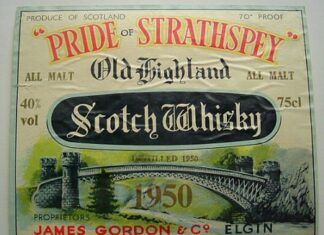 PRODUCE OF SCOTLAND 70° PROOF
"PRIDE OF STRATHSPEY"
ALL MALT Old Highland ALL MALT
40% vol Scotch Whisky 75cl
DISTILLED 1950
1950
PROPRIETORS
JAMES GORDON & Co ELGIN